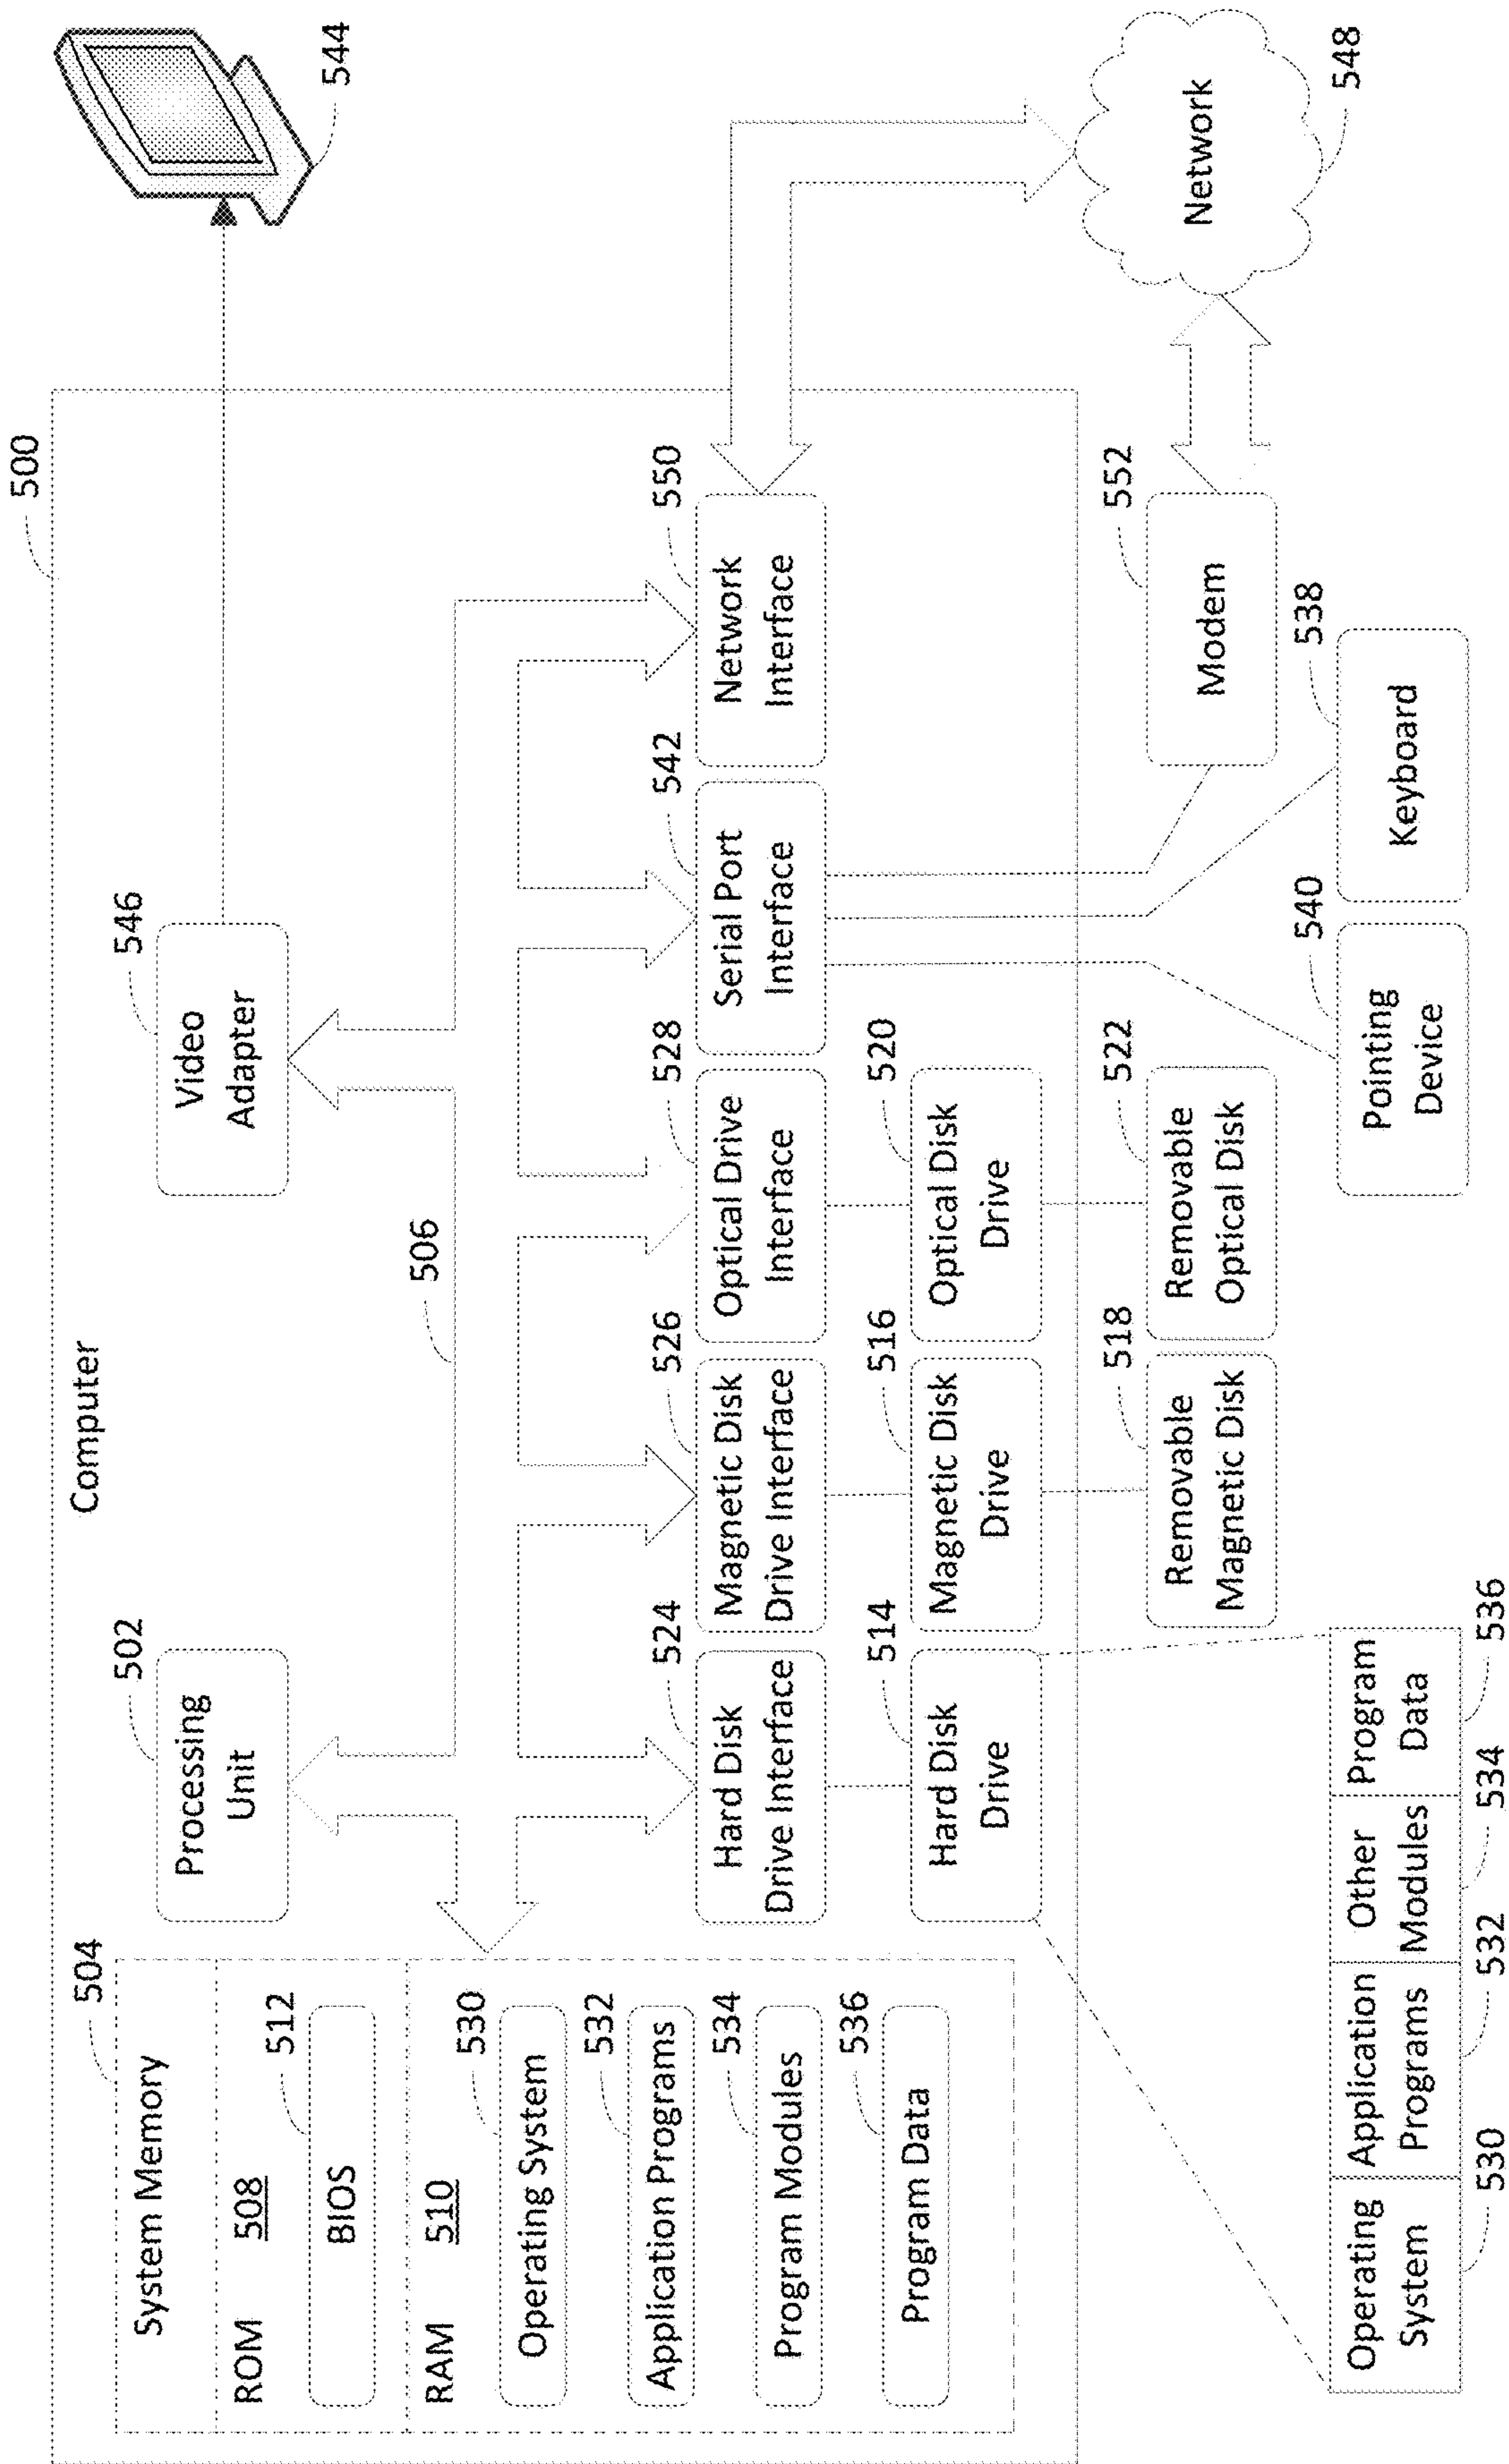 500
Computer
504
System Memory
ROM
508
512
BIOS
RAM
510
530
Operating System
532
Application Programs
534
Program Modules
536
Program Data
502
Processing
Unit
546
Video
Adapter
544
506
524
Hard Disk
Drive Interface
526
Magnetic Disk
Drive Interface
528
Optical Drive
Interface
542
Serial Port
Interface
550
Network
Interface
514
Hard Disk
Drive
516
Magnetic Disk
Drive
520
Optical Disk
Drive
518
Removable
Magnetic Disk
522
Removable
Optical Disk
552
Modem
Network
548
540
Pointing
Device
538
Keyboard
Operating
System
530
Application
Programs
532
Other
Modules
534
Program
Data
536